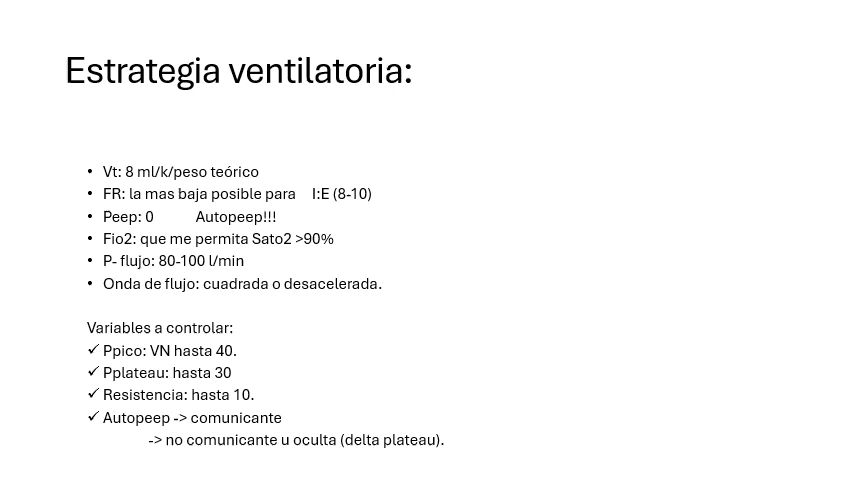 Estrategia ventilatoria:
• Vt: 8 ml/k/peso teórico
• FR: la mas baja posible para I:E (8-10)
• Peep: 0 Autopeep!!!
• Fio2: que me permita Sato2 >90%
• P- flujo: 80-100 l/min
• Onda de flujo: cuadrada o desacelerada.
Variables a controlar:
✓ Ppico: VN hasta 40.
✓ Pplateau: hasta 30
✓ Resistencia: hasta 10.
✓ Autopeep -> comunicante
-> no comunicante u oculta (delta plateau).